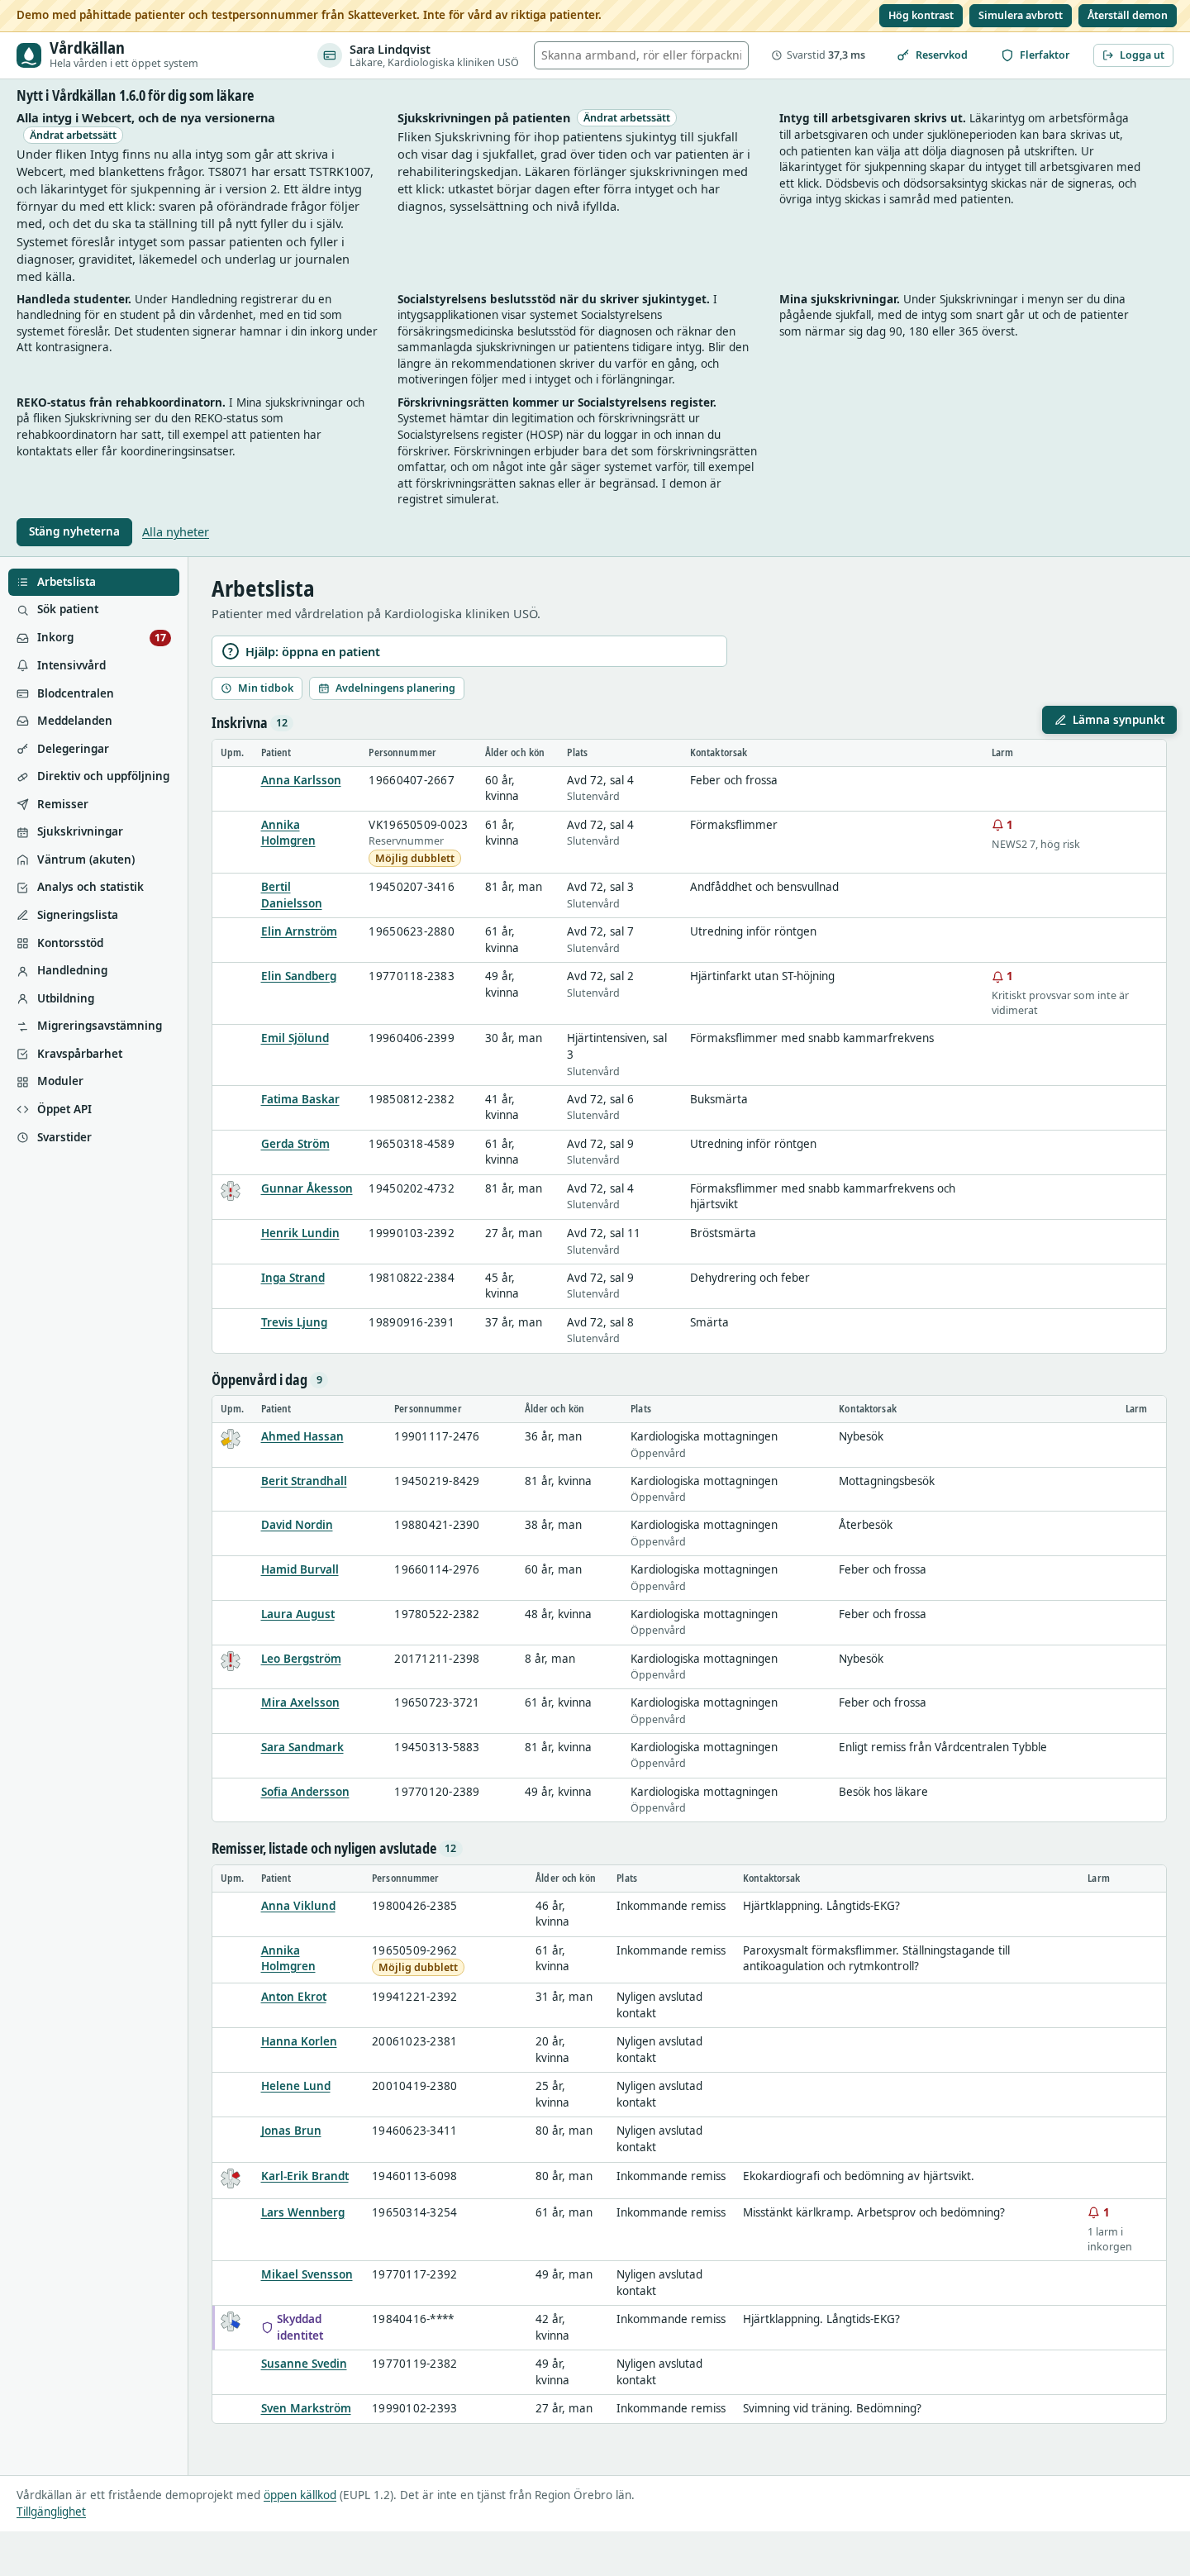 Demo med påhittade patienter och testpersonnummer från Skatteverket. Inte för vård av riktiga patienter.
Hög kontrast
Simulera avbrott
Återställ demon
Vårdkällan
Hela vården i ett öppet system
Sara Lindqvist
Läkare, Kardiologiska kliniken USÖ
Skanna armband, rör eller förpackni
Svarstid 37,3 ms
Reservkod
Flerfaktor
Logga ut
Nytt i Vårdkällan 1.6.0 för dig som läkare
Alla intyg i Webcert, och de nya versionerna
Ändrat arbetssätt
Under fliken Intyg finns nu alla intyg som går att skriva i
Webcert, med blankettens frågor. TS8071 har ersatt TSTRK1007,
och läkarintyget för sjukpenning är i version 2. Ett äldre intyg
förnyar du med ett klick: svaren på oförändrade frågor följer
med, och det du ska ta ställning till på nytt fyller du i själv.
Systemet föreslår intyget som passar patienten och fyller i
diagnoser, graviditet, läkemedel och underlag ur journalen
med källa.
Sjukskrivningen på patienten
Ändrat arbetssätt
Fliken Sjukskrivning för ihop patientens sjukintyg till sjukfall
och visar dag i sjukfallet, grad över tiden och var patienten är i
rehabiliteringskedjan. Läkaren förlänger sjukskrivningen med
ett klick: utkastet börjar dagen efter förra intyget och har
diagnos, sysselsättning och nivå ifyllda.
Intyg till arbetsgivaren skrivs ut. Läkarintyg om arbetsförmåga
till arbetsgivaren och under sjuklöneperioden kan bara skrivas ut,
och patienten kan välja att dölja diagnosen på utskriften. Ur
läkarintyget för sjukpenning skapar du intyget till arbetsgivaren med
ett klick. Dödsbevis och dödsorsaksintyg skickas när de signeras, och
övriga intyg skickas i samråd med patienten.
Handleda studenter. Under Handledning registrerar du en
handledning för en student på din vårdenhet, med en tid som
systemet föreslår. Det studenten signerar hamnar i din inkorg under
Att kontrasignera.
Socialstyrelsens beslutsstöd när du skriver sjukintyget. I
intygsapplikationen visar systemet Socialstyrelsens
försäkringsmedicinska beslutsstöd för diagnosen och räknar den
sammanlagda sjukskrivningen ur patientens tidigare intyg. Blir den
längre än rekommendationen skriver du varför en gång, och
motiveringen följer med i intyget och i förlängningar.
Mina sjukskrivningar. Under Sjukskrivningar i menyn ser du dina
pågående sjukfall, med de intyg som snart går ut och de patienter
som närmar sig dag 90, 180 eller 365 överst.
REKO-status från rehabkoordinatorn. I Mina sjukskrivningar och
på fliken Sjukskrivning ser du den REKO-status som
rehabkoordinatorn har satt, till exempel att patienten har
kontaktats eller får koordineringsinsatser.
Förskrivningsrätten kommer ur Socialstyrelsens register.
Systemet hämtar din legitimation och förskrivningsrätt ur
Socialstyrelsens register (HOSP) när du loggar in och innan du
förskriver. Förskrivningen erbjuder bara det som förskrivningsrätten
omfattar, och om något inte går säger systemet varför, till exempel
att förskrivningsrätten saknas eller är begränsad. I demon är
registret simulerat.
Stäng nyheterna
Alla nyheter
Arbetslista
Sök patient
Inkorg
17
Intensivvård
Blodcentralen
Meddelanden
Delegeringar
Direktiv och uppföljning
Remisser
Sjukskrivningar
Väntrum (akuten)
Analys och statistik
Signeringslista
Kontorsstöd
Handledning
Utbildning
Migreringsavstämning
Kravspårbarhet
Moduler
Öppet API
Svarstider
Arbetslista
Patienter med vårdrelation på Kardiologiska kliniken USÖ.
? Hjälp: öppna en patient
Min tidbok
Avdelningens planering
Inskrivna 12
Lämna synpunkt
Upm. Patient Personnummer Ålder och kön Plats Kontaktorsak Larm
Anna Karlsson 19660407-2667 60 år, Avd 72, sal 4 Feber och frossa
kvinna Slutenvård
Annika VK19650509-0023 61 år, Avd 72, sal 4 Förmaksflimmer 1
Holmgren Reservnummer kvinna Slutenvård NEWS2 7, hög risk
Möjlig dubblett
Bertil 19450207-3416 81 år, man Avd 72, sal 3 Andfåddhet och bensvullnad
Danielsson Slutenvård
Elin Arnström 19650623-2880 61 år, Avd 72, sal 7 Utredning inför röntgen
kvinna Slutenvård
Elin Sandberg 19770118-2383 49 år, Avd 72, sal 2 Hjärtinfarkt utan ST-höjning 1
kvinna Slutenvård Kritiskt provsvar som inte är
vidimerat
Emil Sjölund 19960406-2399 30 år, man Hjärtintensiven, sal Förmaksflimmer med snabb kammarfrekvens
3
Slutenvård
Fatima Baskar 19850812-2382 41 år, Avd 72, sal 6 Buksmärta
kvinna Slutenvård
Gerda Ström 19650318-4589 61 år, Avd 72, sal 9 Utredning inför röntgen
kvinna Slutenvård
Gunnar Åkesson 19450202-4732 81 år, man Avd 72, sal 4 Förmaksflimmer med snabb kammarfrekvens och
Slutenvård hjärtsvikt
Henrik Lundin 19990103-2392 27 år, man Avd 72, sal 11 Bröstsmärta
Slutenvård
Inga Strand 19810822-2384 45 år, Avd 72, sal 9 Dehydrering och feber
kvinna Slutenvård
Trevis Ljung 19890916-2391 37 år, man Avd 72, sal 8 Smärta
Slutenvård
Öppenvård i dag 9
Upm. Patient Personnummer Ålder och kön Plats Kontaktorsak Larm
Ahmed Hassan 19901117-2476 36 år, man Kardiologiska mottagningen Nybesök
Öppenvård
Berit Strandhall 19450219-8429 81 år, kvinna Kardiologiska mottagningen Mottagningsbesök
Öppenvård
David Nordin 19880421-2390 38 år, man Kardiologiska mottagningen Återbesök
Öppenvård
Hamid Burvall 19660114-2976 60 år, man Kardiologiska mottagningen Feber och frossa
Öppenvård
Laura August 19780522-2382 48 år, kvinna Kardiologiska mottagningen Feber och frossa
Öppenvård
Leo Bergström 20171211-2398 8 år, man Kardiologiska mottagningen Nybesök
Öppenvård
Mira Axelsson 19650723-3721 61 år, kvinna Kardiologiska mottagningen Feber och frossa
Öppenvård
Sara Sandmark 19450313-5883 81 år, kvinna Kardiologiska mottagningen Enligt remiss från Vårdcentralen Tybble
Öppenvård
Sofia Andersson 19770120-2389 49 år, kvinna Kardiologiska mottagningen Besök hos läkare
Öppenvård
Remisser, listade och nyligen avslutade 12
Upm. Patient Personnummer Ålder och kön Plats Kontaktorsak Larm
Anna Viklund 19800426-2385 46 år, Inkommande remiss Hjärtklappning. Långtids-EKG?
kvinna
Annika 19650509-2962 61 år, Inkommande remiss Paroxysmalt förmaksflimmer. Ställningstagande till
Holmgren Möjlig dubblett kvinna antikoagulation och rytmkontroll?
Anton Ekrot 19941221-2392 31 år, man Nyligen avslutad
kontakt
Hanna Korlen 20061023-2381 20 år, Nyligen avslutad
kvinna kontakt
Helene Lund 20010419-2380 25 år, Nyligen avslutad
kvinna kontakt
Jonas Brun 19460623-3411 80 år, man Nyligen avslutad
kontakt
Karl-Erik Brandt 19460113-6098 80 år, man Inkommande remiss Ekokardiografi och bedömning av hjärtsvikt.
Lars Wennberg 19650314-3254 61 år, man Inkommande remiss Misstänkt kärlkramp. Arbetsprov och bedömning? 1
1 larm i
inkorgen
Mikael Svensson 19770117-2392 49 år, man Nyligen avslutad
kontakt
Skyddad 19840416-**** 42 år, Inkommande remiss Hjärtklappning. Långtids-EKG?
identitet kvinna
Susanne Svedin 19770119-2382 49 år, Nyligen avslutad
kvinna kontakt
Sven Markström 19990102-2393 27 år, man Inkommande remiss Svimning vid träning. Bedömning?
Vårdkällan är ett fristående demoprojekt med öppen källkod (EUPL 1.2). Det är inte en tjänst från Region Örebro län.
Tillgänglighet